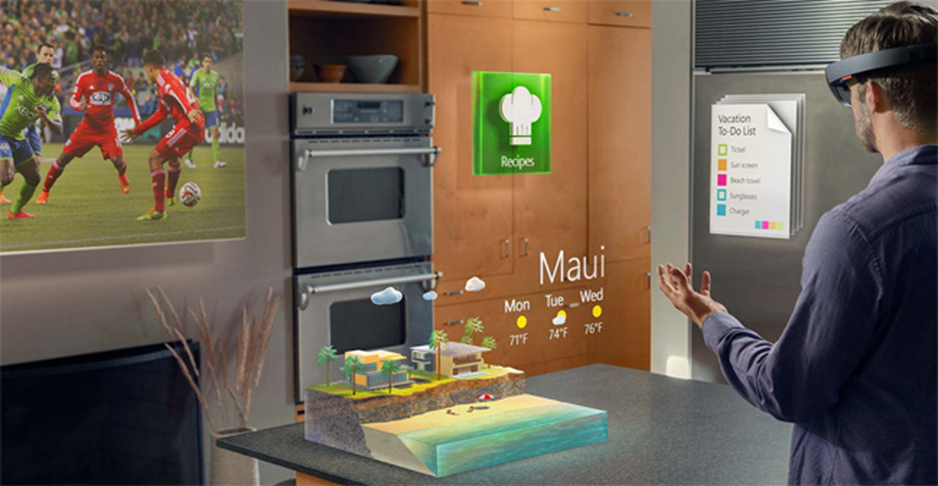 adidas
Recipes
Vacation
To-Do List
Ticket
Sun screen
Beach towel
Sunglasses
Charger
Maui
Mon Tue Wed
71°F 74°F 76°F